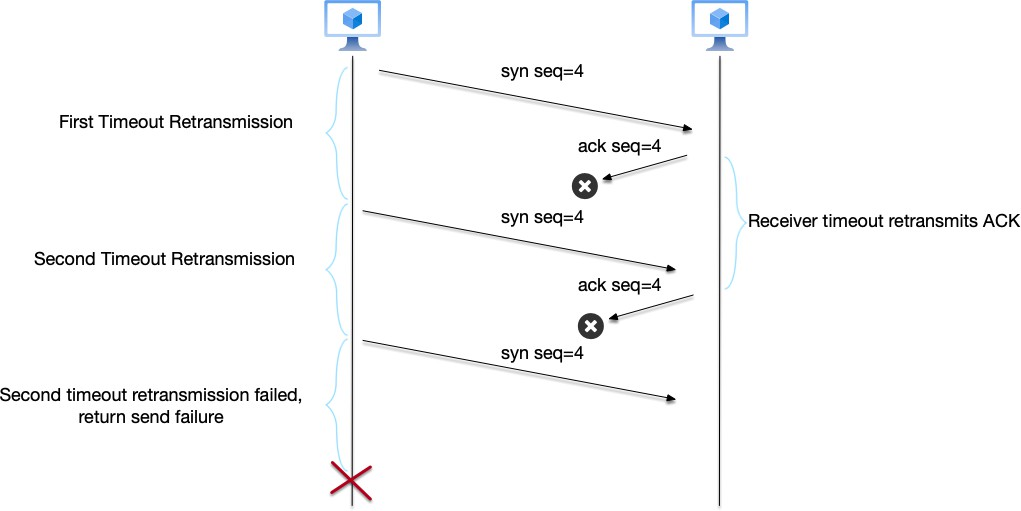 syn seq=4
First Timeout Retransmission
ack seq=4
syn seq=4
Receiver timeout retransmits ACK
Second Timeout Retransmission
ack seq=4
syn seq=4
Second timeout retransmission failed,
return send failure